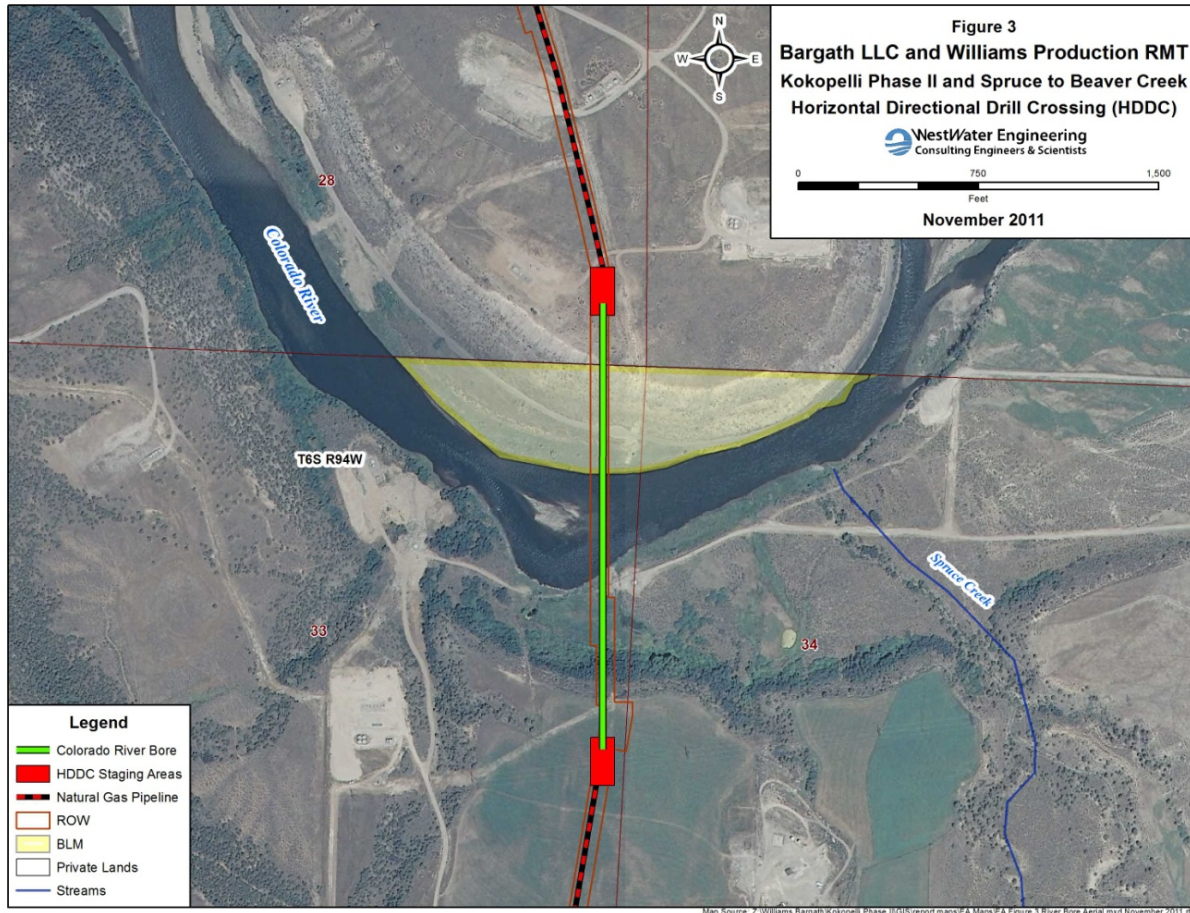 Figure 3
Bargath LLC and Williams Production RMT
Kokopelli Phase II and Spruce to Beaver Creek
Horizontal Directional Drill Crossing (HDDC)
WestWater Engineering
Consulting Engineers & Scientists
0 750 1,500
Feet
November 2011
N
W E
S
28
Colorado River
T6S R94W
Spruce Creek
33
34
Legend
Colorado River Bore
HDDC Staging Areas
Natural Gas Pipeline
ROW
BLM
Private Lands
Streams